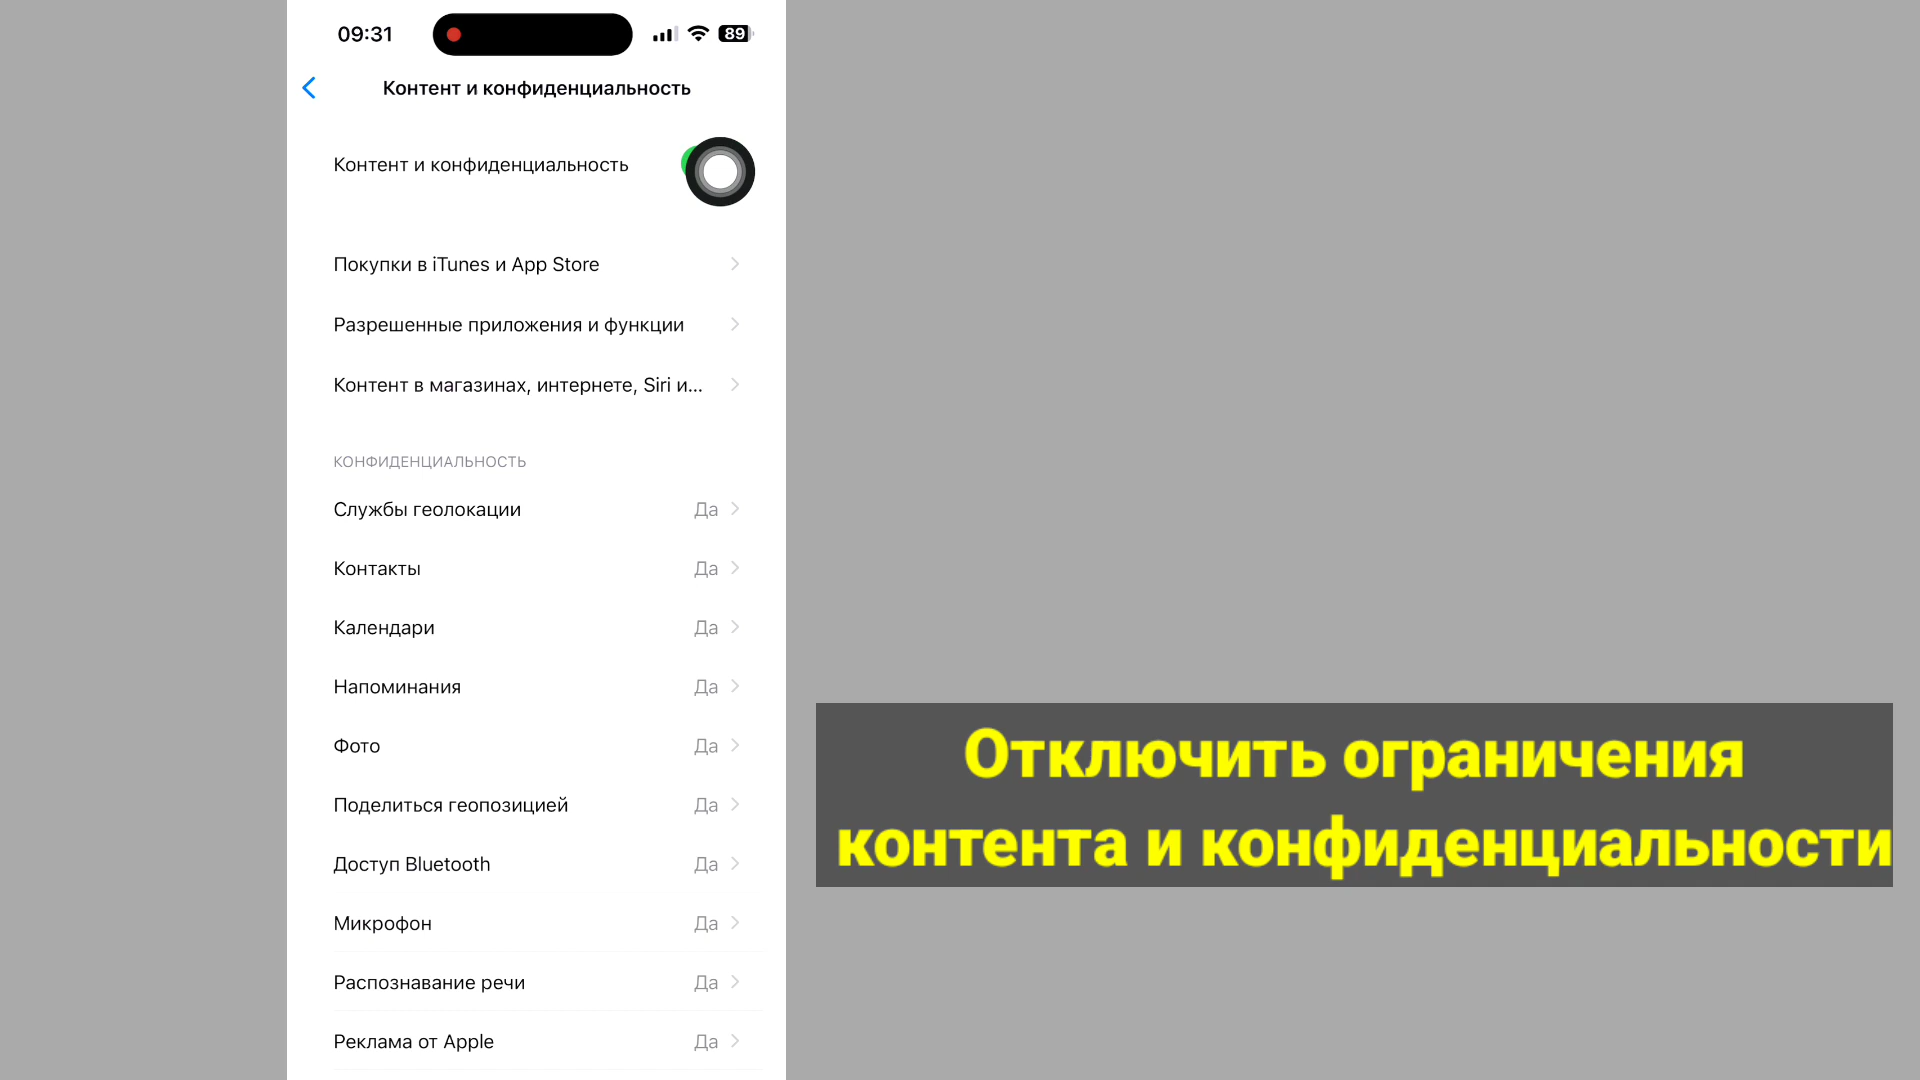 09:31
89
Контент и конфиденциальность
Контент и конфиденциальность
Покупки в iTunes и App Store
Разрешенные приложения и функции
Контент в магазинах, интернете, Siri и...
КОНФИДЕНЦИАЛЬНОСТЬ
Службы геолокации Да
Контакты Да
Календари Да
Напоминания Да
Фото Да
Поделиться геопозицией Да
Доступ Bluetooth Да
Микрофон Да
Распознавание речи Да
Реклама от Apple Да
Отключить ограничения
контента и конфиденциальности